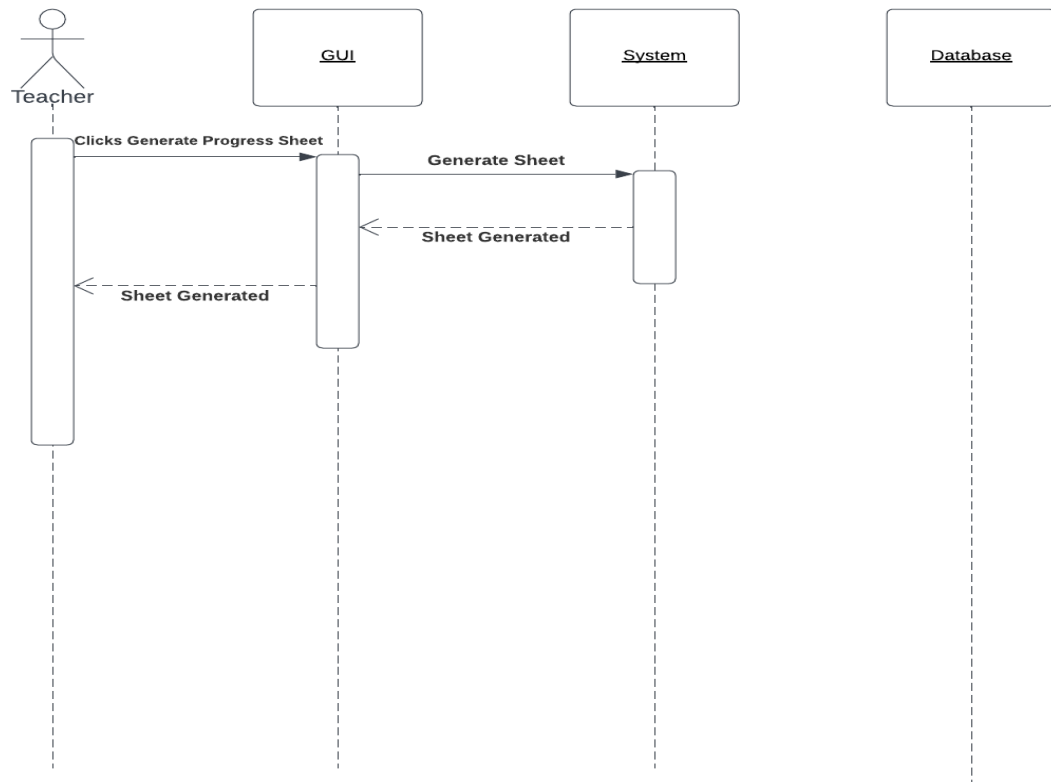 GUI
System
Database
Teacher
Clicks Generate Progress Sheet
Generate Sheet
Sheet Generated
Sheet Generated